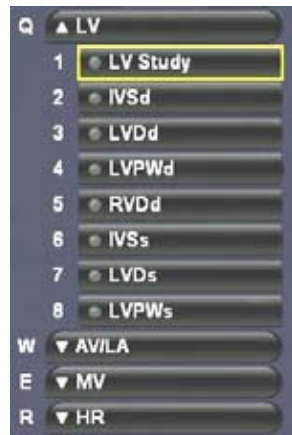 Q ▲ LV
1 LV Study
2 IVSd
3 LVDd
4 LVPWd
5 RVDd
6 IVSs
7 LVDs
8 LVPWs
W ▼ AV/LA
E ▼ MV
R ▼ HR